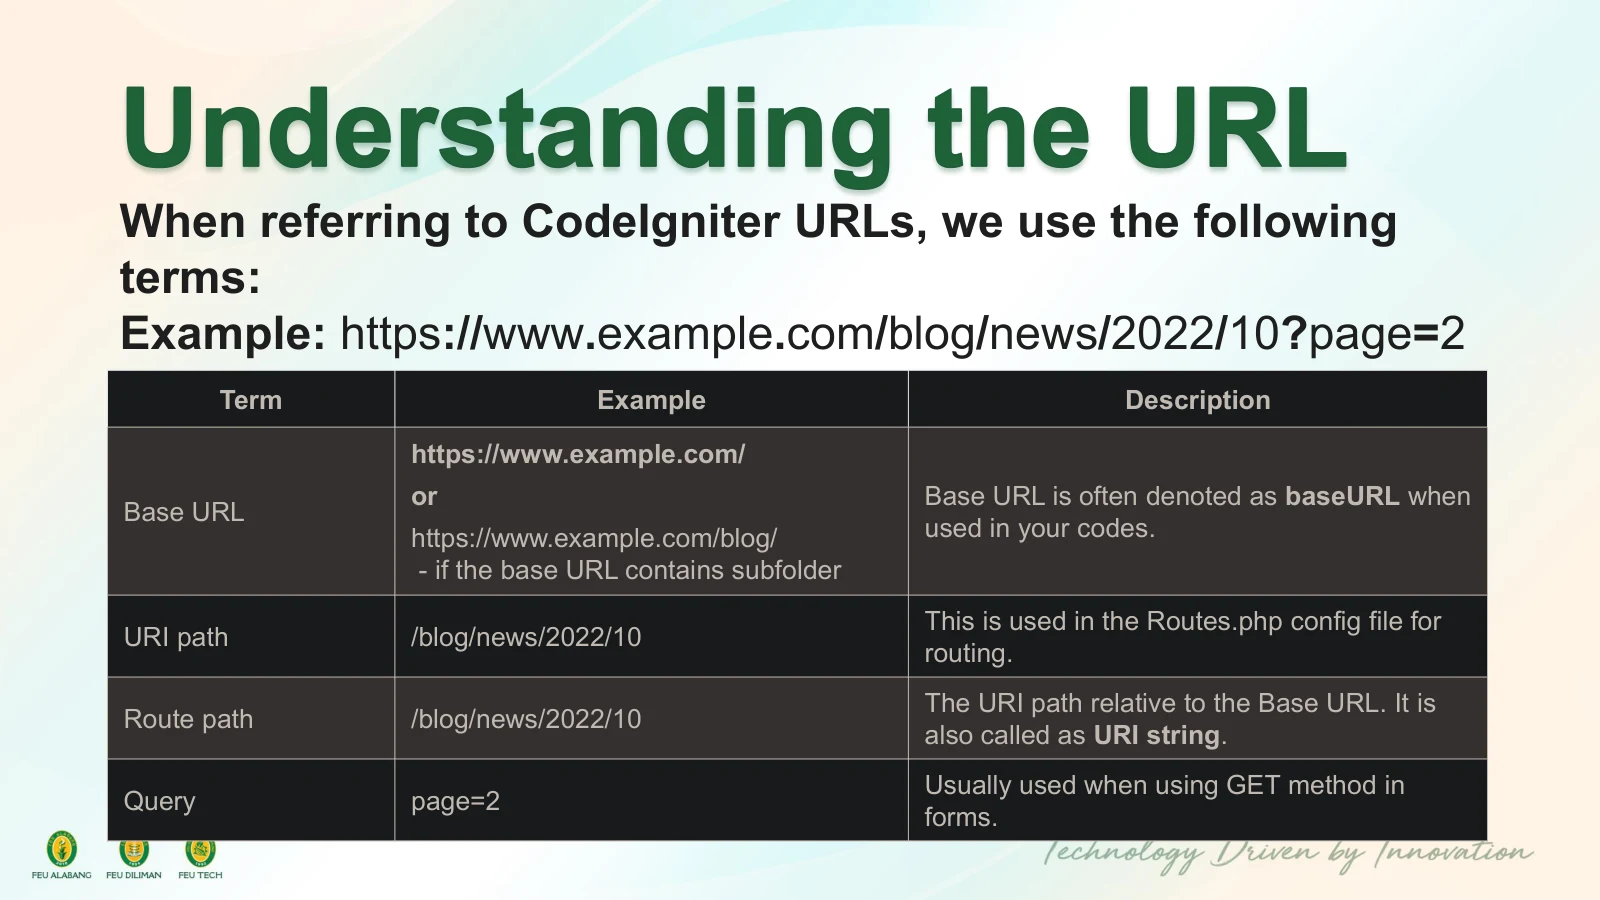 Understanding the URL
When referring to CodeIgniter URLs, we use the following
terms:
Example: https://www.example.com/blog/news/2022/10?page=2
Term Example Description
Base URL
https://www.example.com/
or
https://www.example.com/blog/
- if the base URL contains subfolder
Base URL is often denoted as baseURL when
used in your codes.
URI path
/blog/news/2022/10
This is used in the Routes.php config file for
routing.
Route path
/blog/news/2022/10
The URI path relative to the Base URL. It is
also called as URI string.
Query
page=2
Usually used when using GET method in
forms.
FEU ALABANG FEU DILIMAN FEU TECH
Technology Driven by Innovation